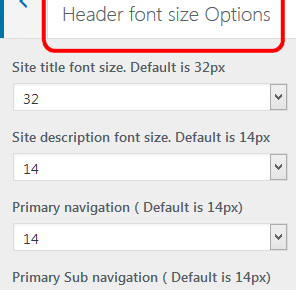 Header font size Options
Site title font size. Default is 32px
32
Site description font size. Default is 14px
14
Primary navigation ( Default is 14px)
14
Primary Sub navigation ( Default is 14px)